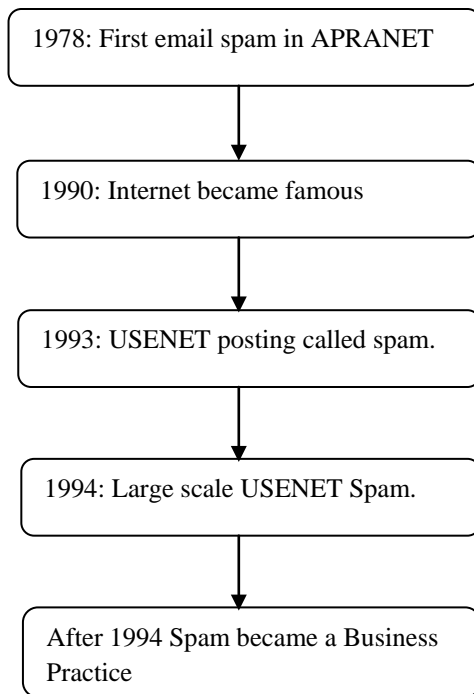 1978: First email spam in APRANET
1990: Internet became famous
1993: USENET posting called spam.
1994: Large scale USENET Spam.
After 1994 Spam became a Business
Practice